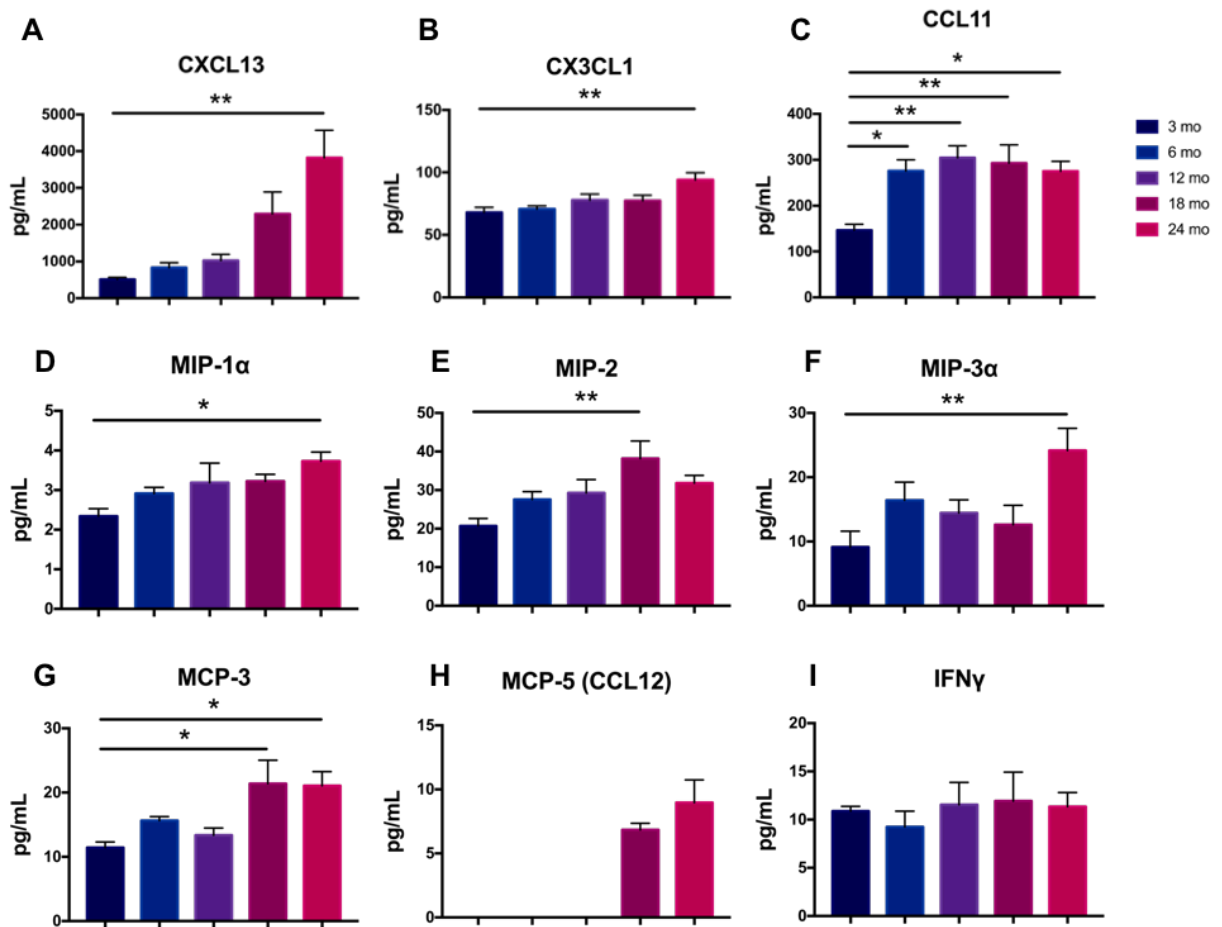 A
CXCL13
**
5000
4000
3000
2000
1000
0
pg/mL
B
CX3CL1
**
150
100
50
0
pg/mL
C
CCL11
*
**
**
*
400
300
200
100
0
pg/mL
3 mo
6 mo
12 mo
18 mo
24 mo
D
MIP-1α
*
5
4
3
2
1
0
pg/mL
E
MIP-2
**
50
40
30
20
10
0
pg/mL
F
MIP-3α
**
30
20
10
0
pg/mL
G
MCP-3
*
*
30
20
10
0
pg/mL
H
MCP-5 (CCL12)
15
10
5
0
pg/mL
I
IFNγ
20
15
10
5
0
pg/mL